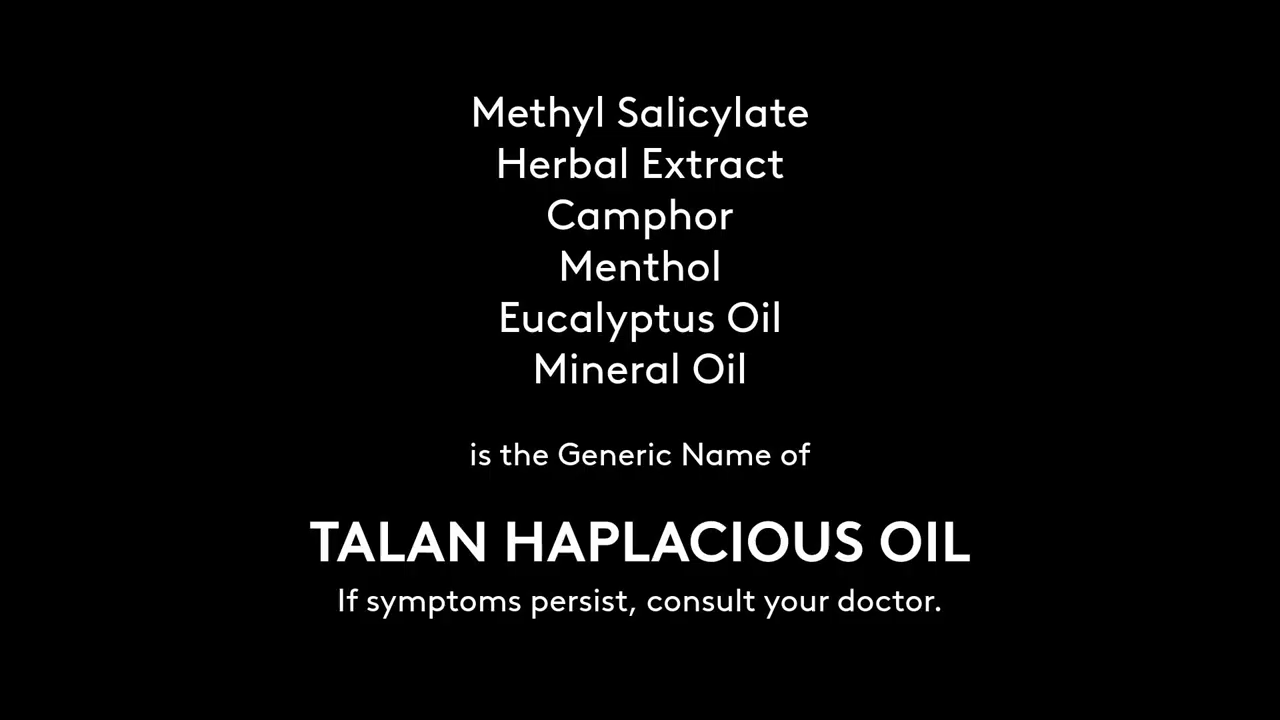 Methyl Salicylate
Herbal Extract
Camphor
Menthol
Eucalyptus Oil
Mineral Oil
is the Generic Name of
TALAN HAPLACIOUS OIL
If symptoms persist, consult your doctor.